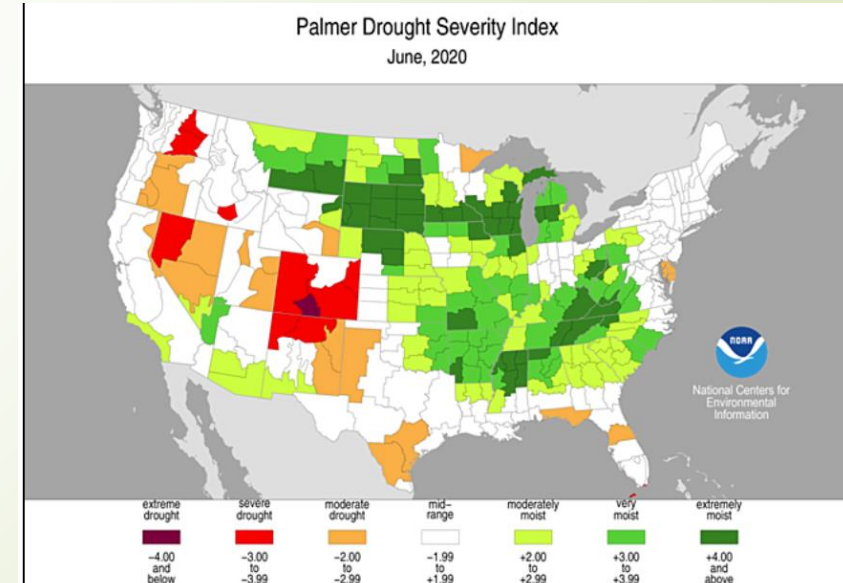 Palmer Drought Severity Index
June, 2020
NOAA
National Centers for
Environmental
Information
extreme
drought
severe
drought
moderate
drought
mid-
range
moderately
moist
very
moist
extremely
moist
-4.00
and
below
-3.00
to
-3.99
-2.00
to
-2.99
-1.99
to
+1.99
+2.00
to
+2.99
+3.00
to
+3.99
+4.00
and
above